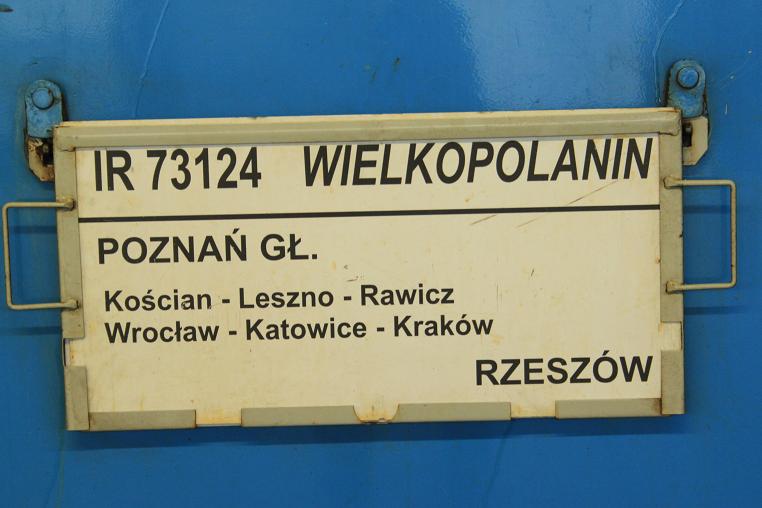 IR 73124 WIELKOPOLANIN
POZNAŃ GŁ.
Kościan - Leszno - Rawicz
Wrocław - Katowice - Kraków
RZESZÓW